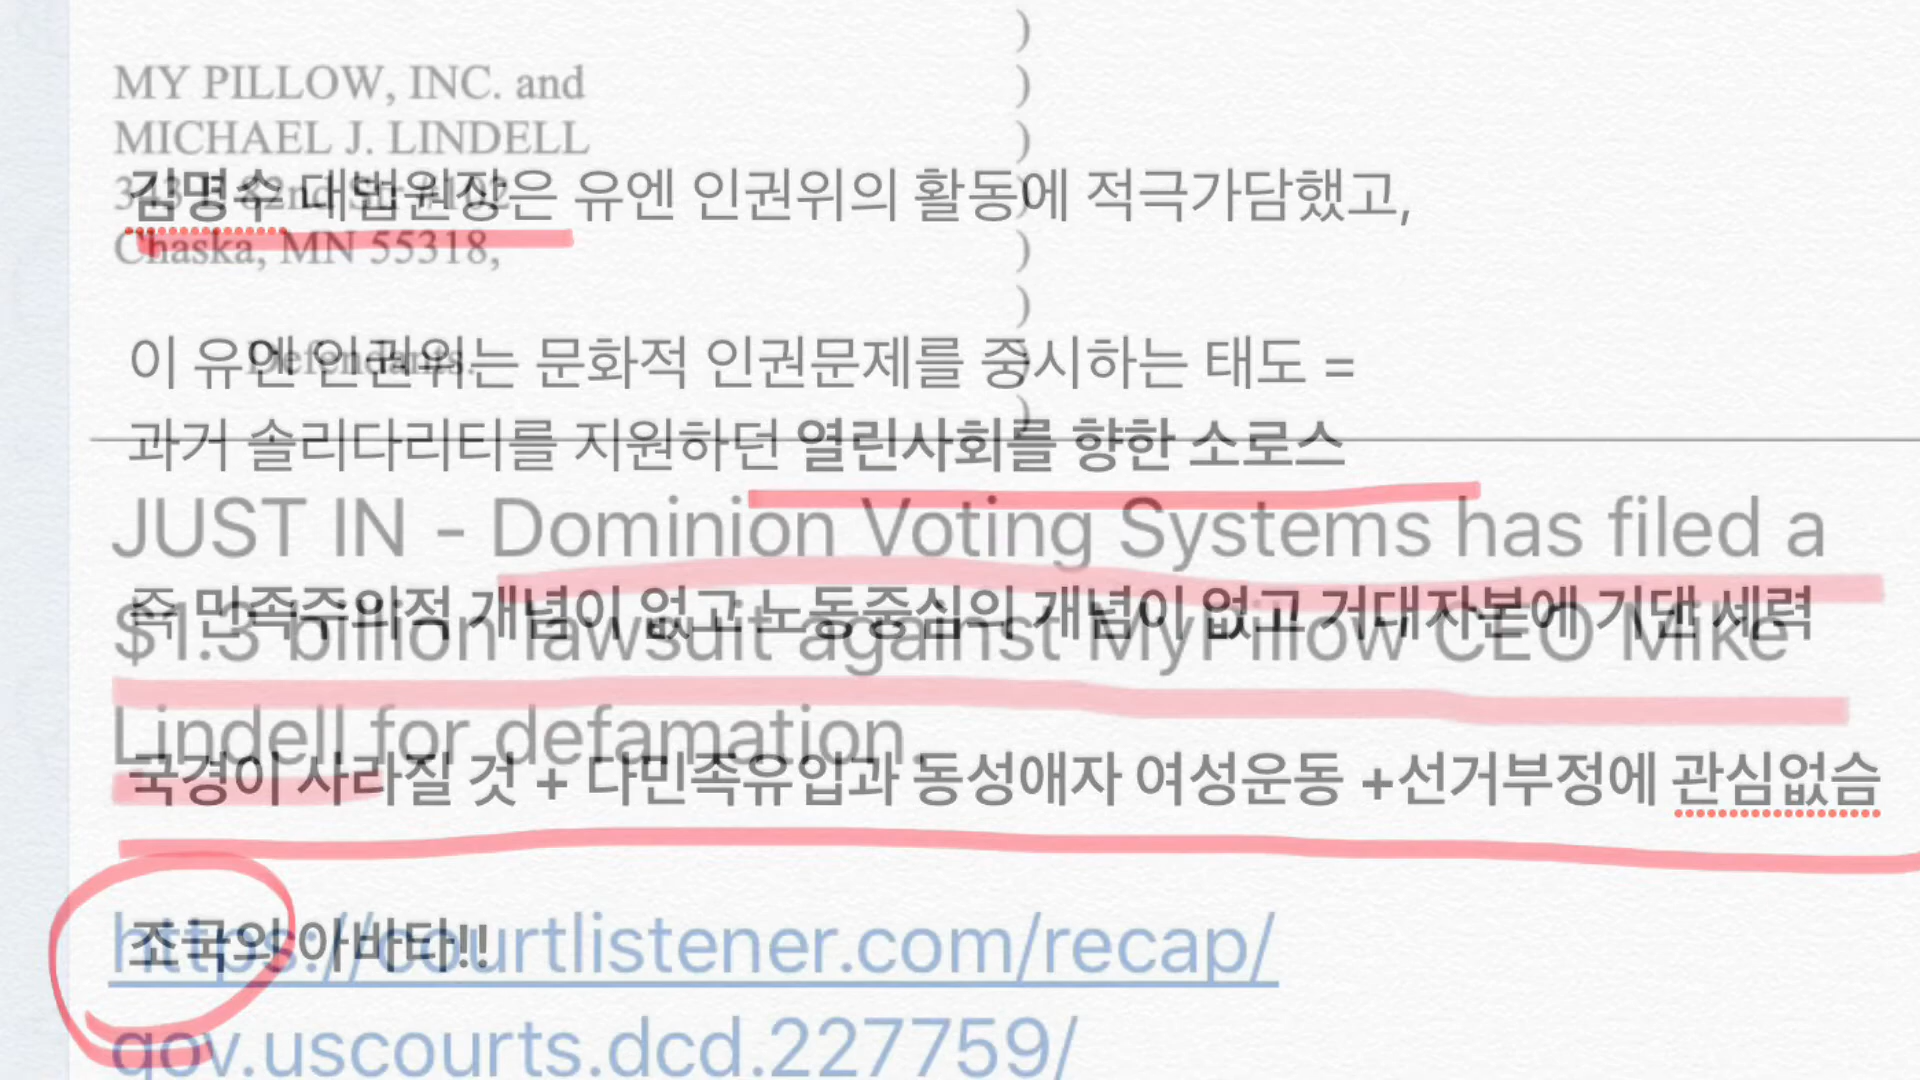 MY PILLOW, INC. and
MICHAEL J. LINDELL
김명수 대법원장은 유엔 인권위의 활동에 적극가담했고,
Chaska, MN 55318,
이 유엔 인권위는 문화적 인권문제를 중시하는 태도 =
Defendants.
과거 솔리다리티를 지원하던 열린사회를 향한 소로스
JUST IN - Dominion Voting Systems has filed a
즉 민족주의적 개념이 없고 노동중심의 개념이 없고 거대자본에 기댄 세력
$1.3 billion lawsuit against MyPillow CEO Mike
Lindell for defamation.
국경이 사라질 것 + 다민족유입과 동성애자 여성운동 +선거부정에 관심없슴
조국의 아바타!!
https://courtlistener.com/recap/
gov.uscourts.dcd.227759/